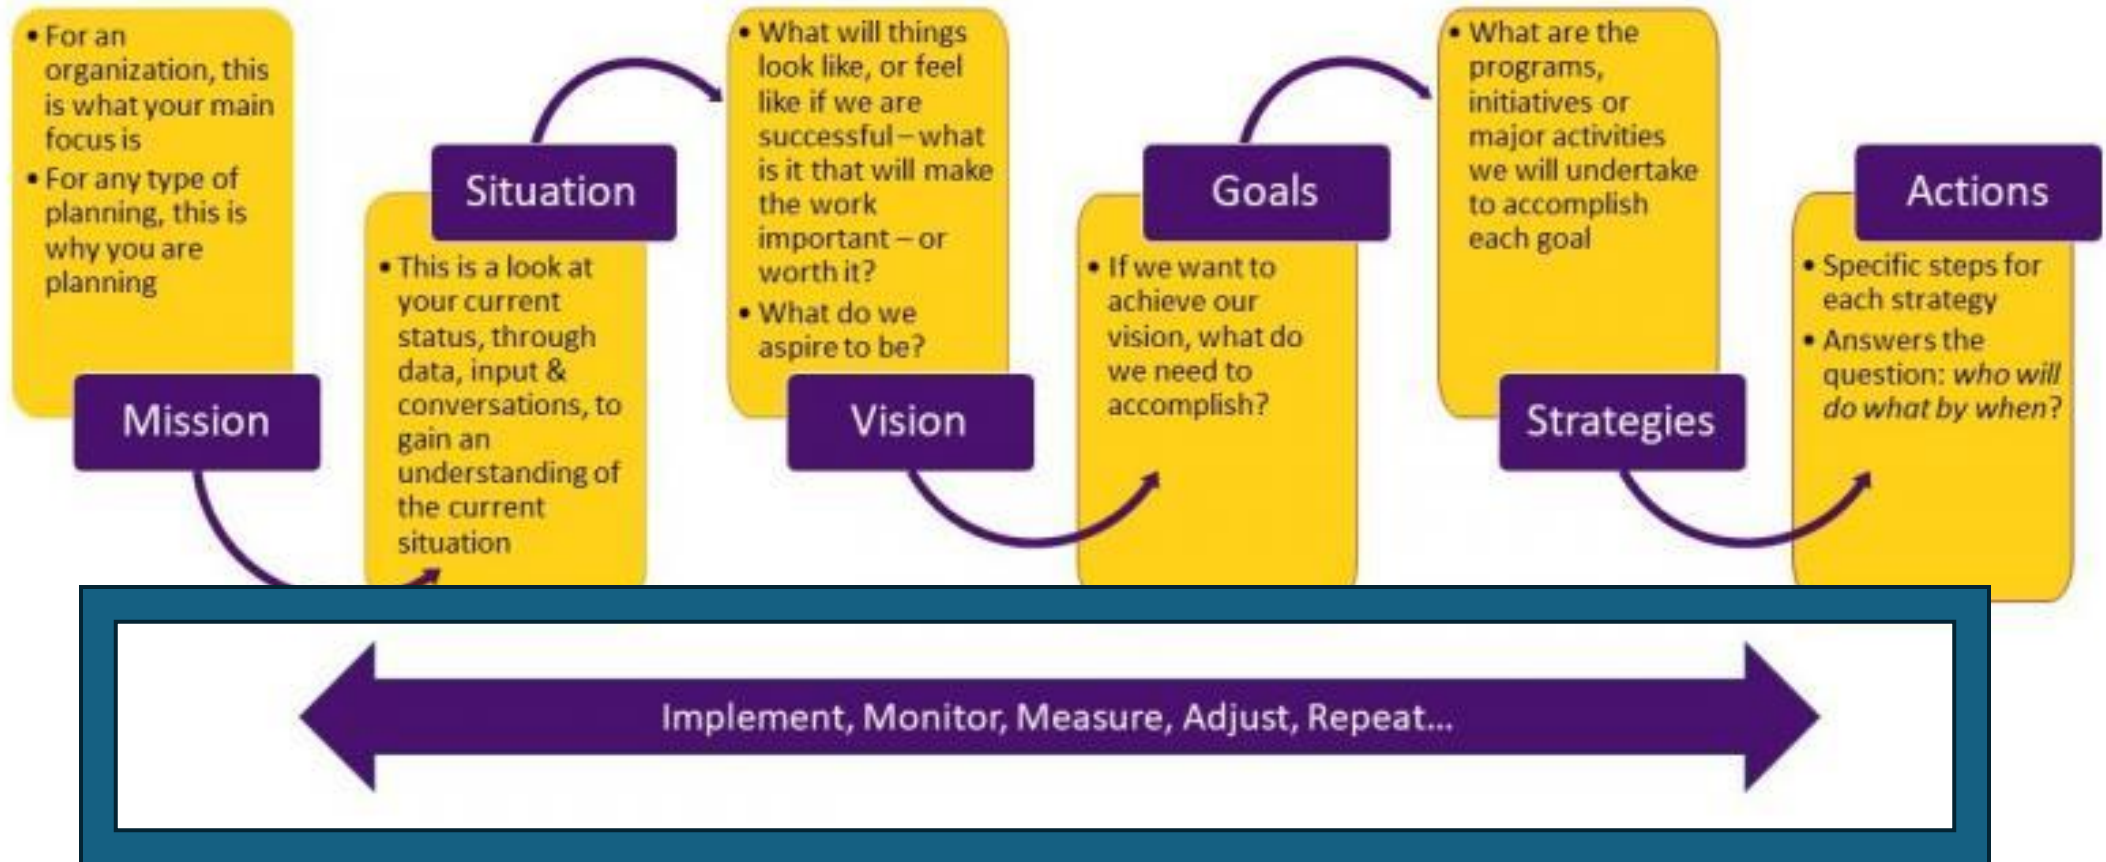 • For an
organization, this
is what your main
focus is
• For any type of
planning, this is
why you are
planning
Mission
Situation
• This is a look at
your current
status, through
data, input &
conversations, to
gain an
understanding of
the current
situation
• What will things
look like, or feel
like if we are
successful – what
is it that will make
the work
important – or
worth it?
• What do we
aspire to be?
Vision
Goals
• If we want to
achieve our
vision, what do
we need to
accomplish?
• What are the
programs,
initiatives or
major activities
we will undertake
to accomplish
each goal
Strategies
Actions
• Specific steps for
each strategy
• Answers the
question: who will
do what by when?
Implement, Monitor, Measure, Adjust, Repeat...